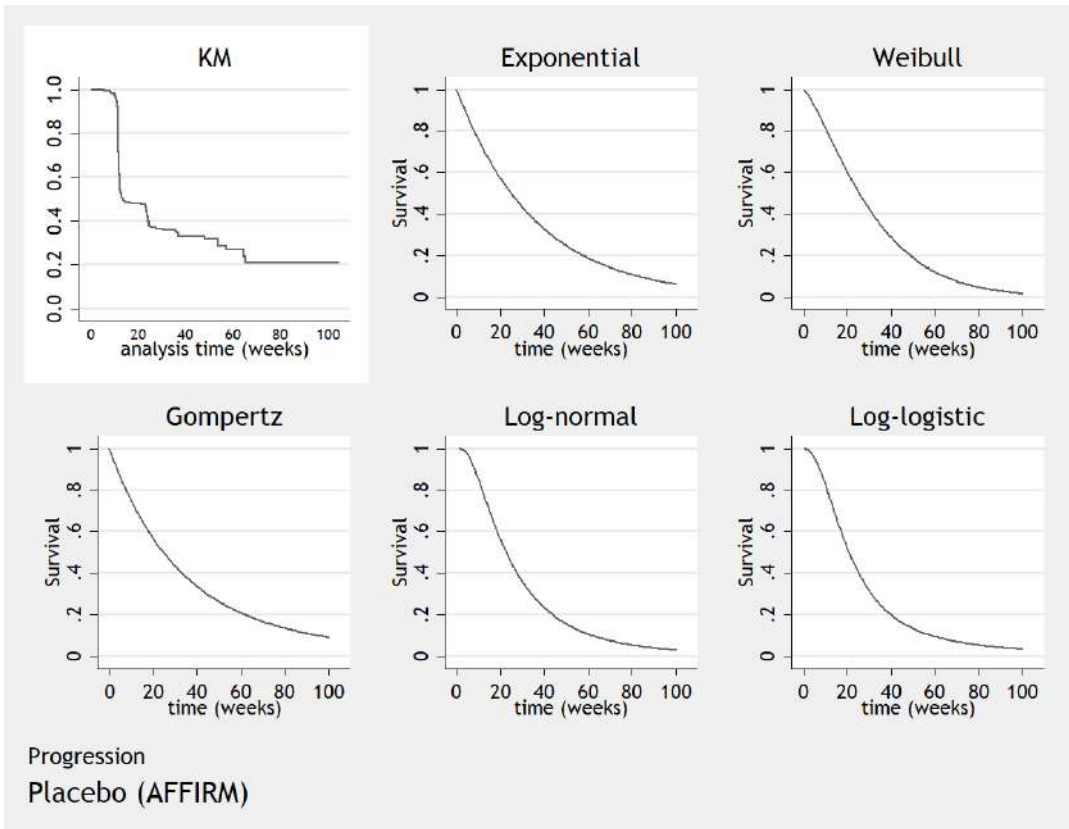 KM
0.0 0.2 0.4 0.6 0.8 1.0
0 20 40 60 80 100
analysis time (weeks)
Exponential
Survival
0 .2 .4 .6 .8 1
0 20 40 60 80 100
time (weeks)
Weibull
Survival
0 .2 .4 .6 .8 1
0 20 40 60 80 100
time (weeks)
Gompertz
Survival
0 .2 .4 .6 .8 1
0 20 40 60 80 100
time (weeks)
Log-normal
Survival
0 .2 .4 .6 .8 1
0 20 40 60 80 100
time (weeks)
Log-logistic
Survival
0 .2 .4 .6 .8 1
0 20 40 60 80 100
time (weeks)
Progression
Placebo (AFFIRM)